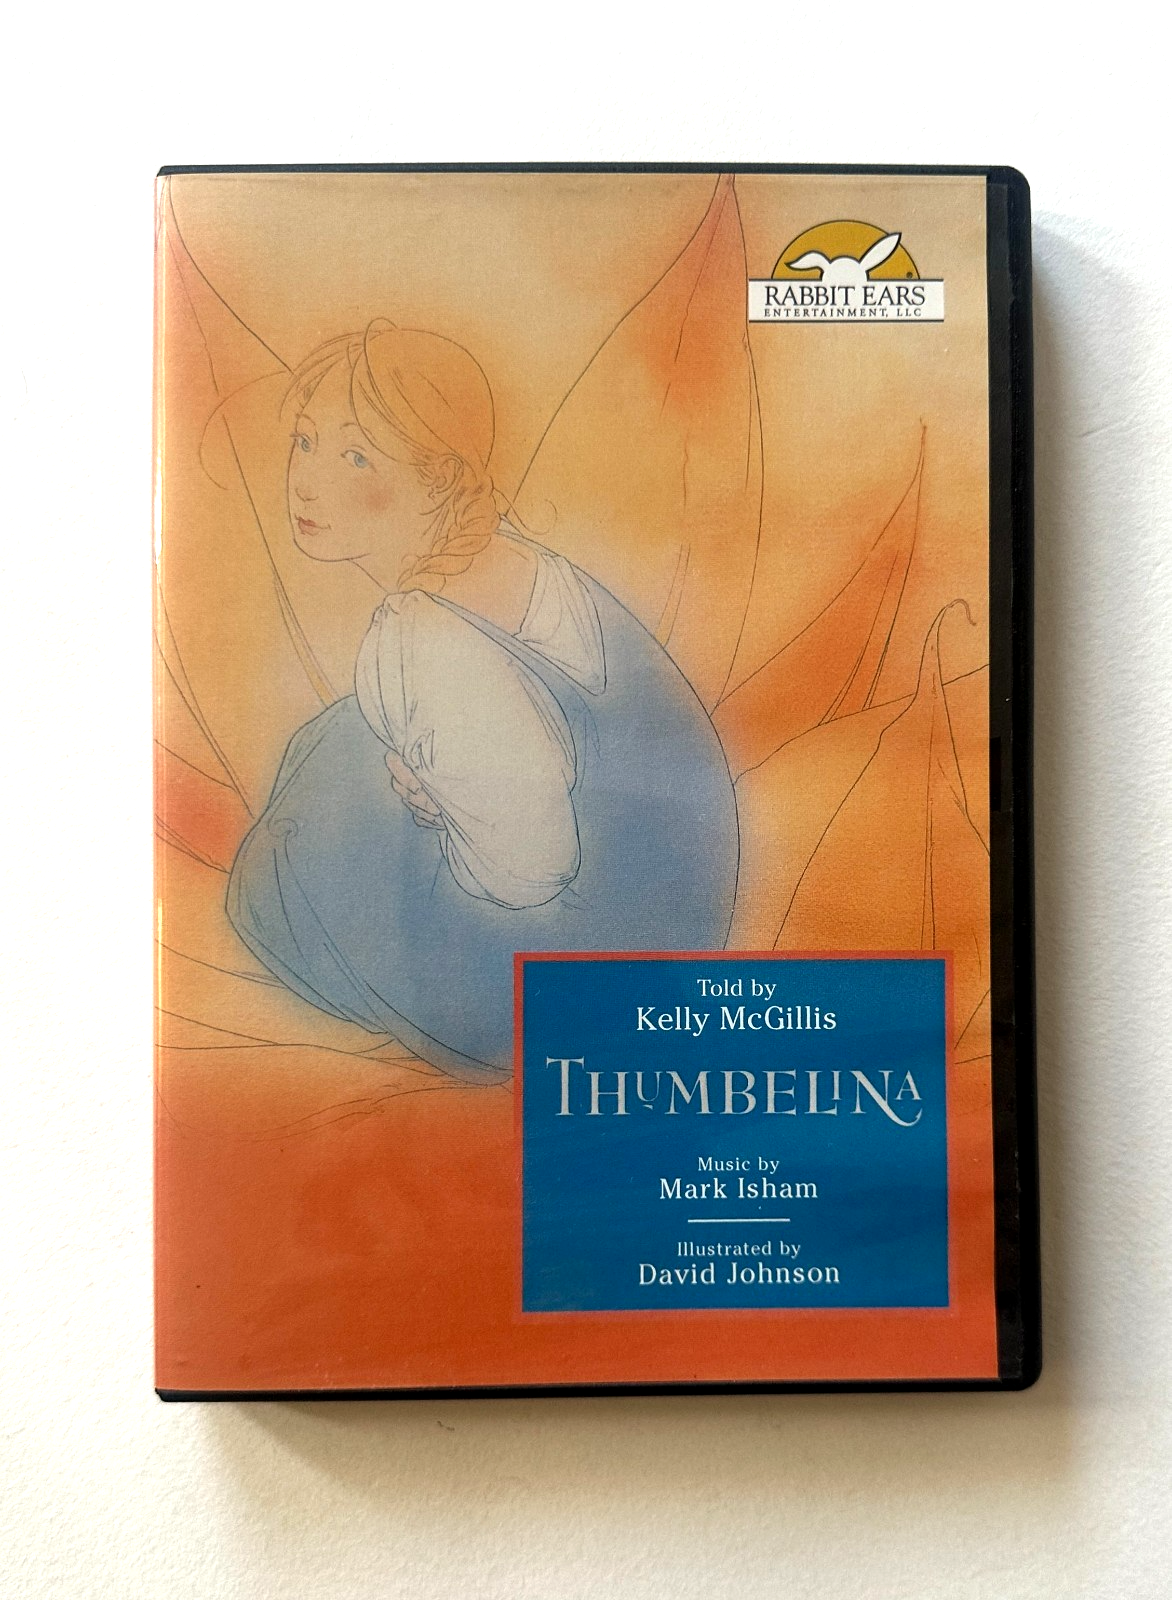 RABBIT EARS
ENTERTAINMENT, LLC
Told by
Kelly McGillis
THUMBELINA
Music by
Mark Isham
Illustrated by
David Johnson